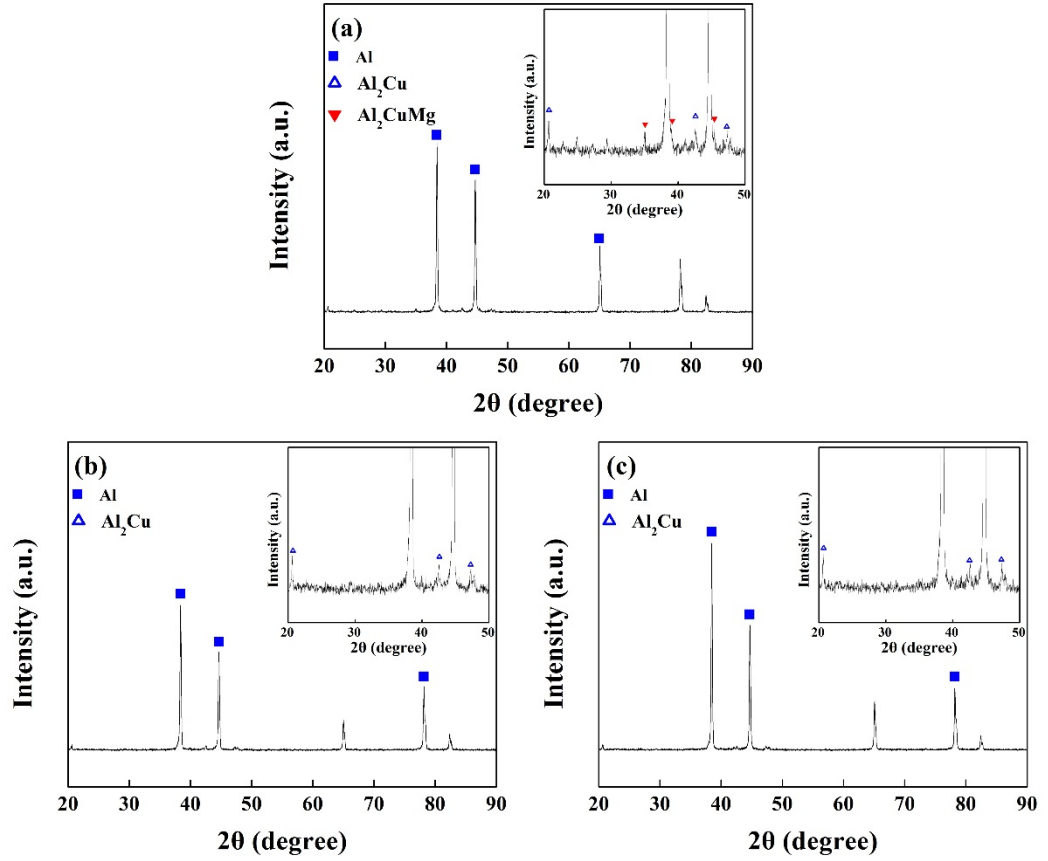 (a)
Al
Al₂Cu
Al₂CuMg
Intensity (a.u.)
20 30 40 50 60 70 80 90
2θ (degree)
Intensity (a.u.)
20 30 40 50
2θ (degree)
(b)
Al
Al₂Cu
Intensity (a.u.)
20 30 40 50 60 70 80 90
2θ (degree)
Intensity (a.u.)
20 30 40 50
2θ (degree)
(c)
Al
Al₂Cu
Intensity (a.u.)
20 30 40 50 60 70 80 90
2θ (degree)
Intensity (a.u.)
20 30 40 50
2θ (degree)